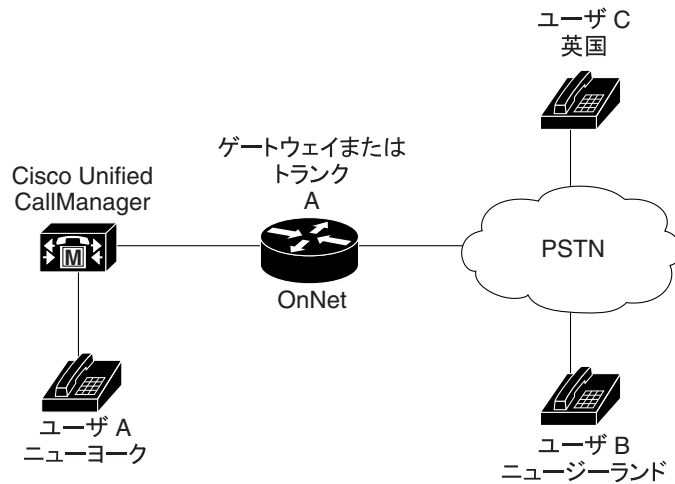 ユーザ C
英国
ゲートウェイまたは
トランク
A
Cisco Unified
CallManager
M
PSTN
OnNet
ユーザ A
ニューヨーク
ユーザ B
ニュージーランド